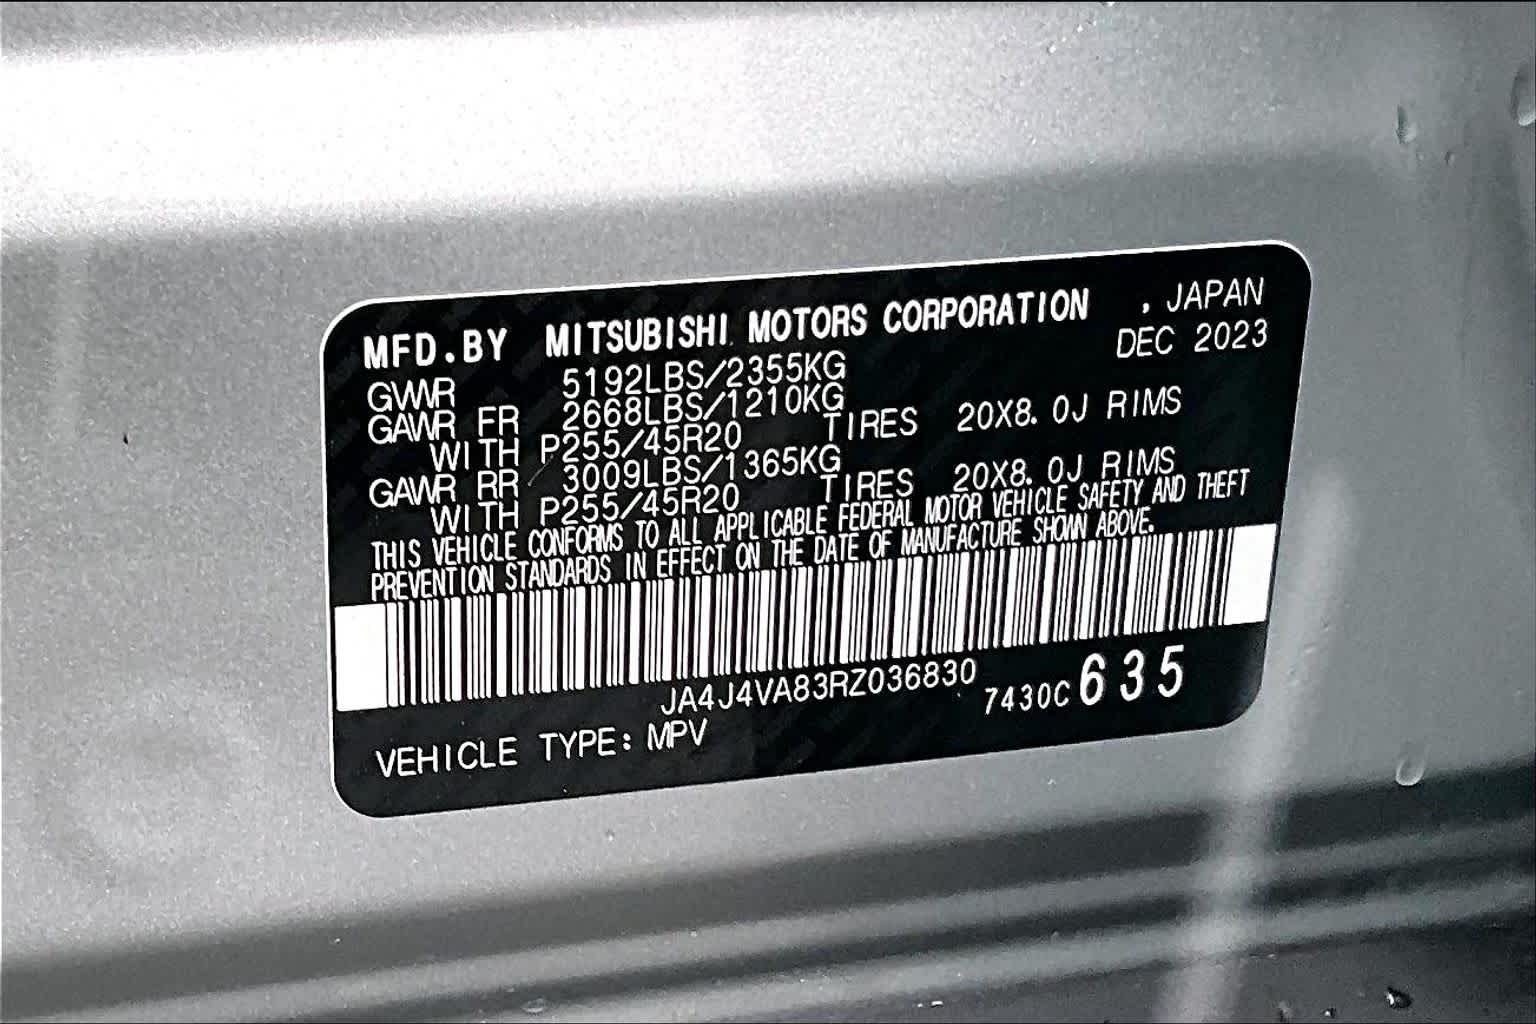 MFD.BY MITSUBISHI MOTORS CORPORATION , JAPAN
DEC 2023
GVWR 5192LBS/2355KG
GAWR FR 2668LBS/1210KG
WITH P255/45R20 TIRES 20X8.0J RIMS
GAWR RR 3009LBS/1365KG
WITH P255/45R20 TIRES 20X8.0J RIMS
THIS VEHICLE CONFORMS TO ALL APPLICABLE FEDERAL MOTOR VEHICLE SAFETY AND THEFT
PREVENTION STANDARDS IN EFFECT ON THE DATE OF MANUFACTURE SHOWN ABOVE.
JA4J4VA83RZ036830 7430C 635
VEHICLE TYPE: MPV